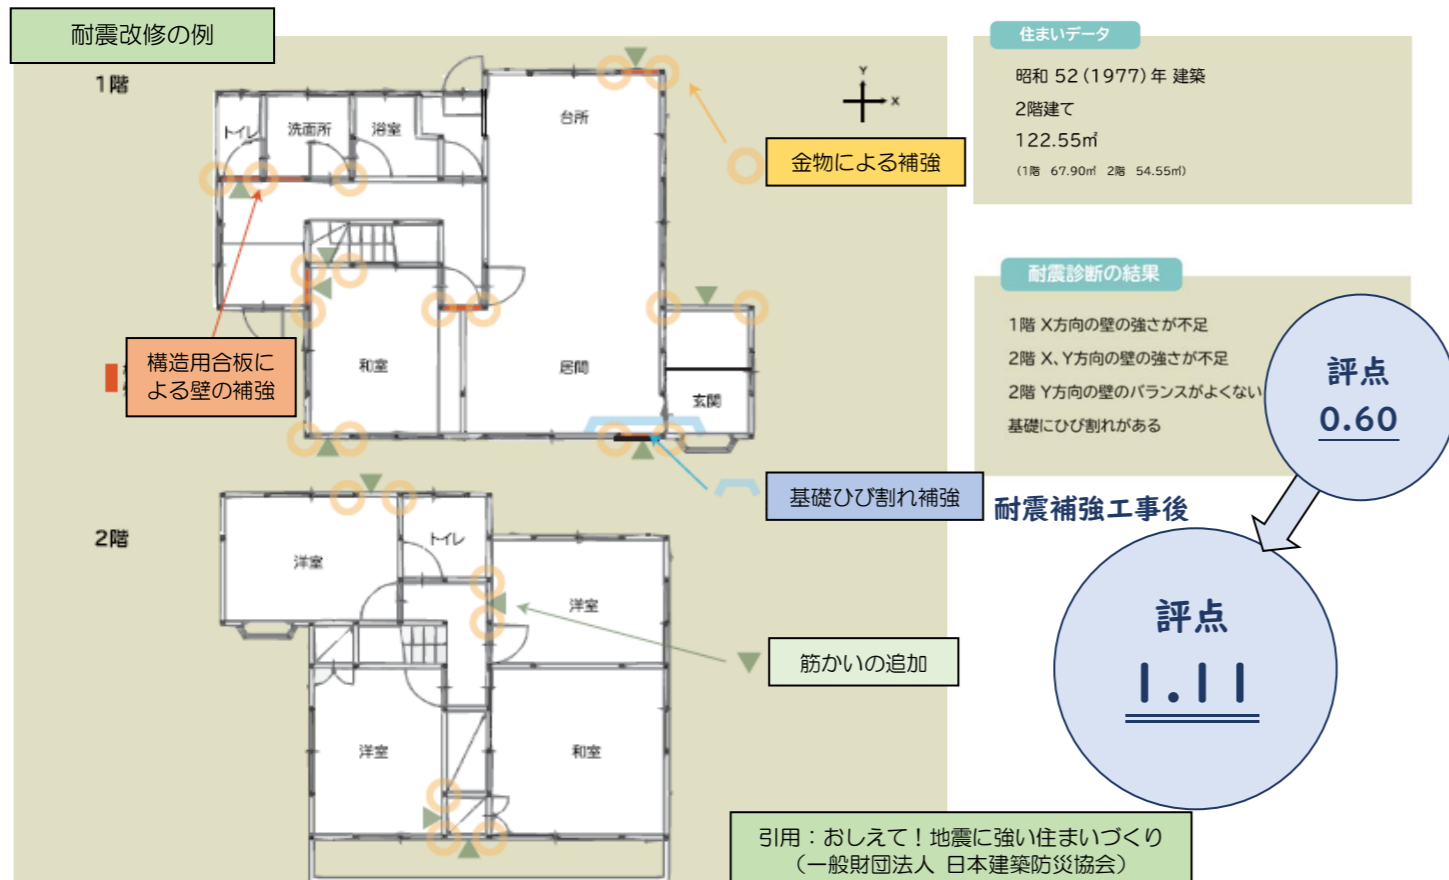 耐震改修の例
1階
トイレ
洗面所
浴室
台所
和室
居間
玄関
Y
X
金物による補強
構造用合板に
よる壁の補強
基礎ひび割れ補強
2階
洋室
トイレ
洋室
洋室
和室
筋かいの追加
住まいデータ
昭和 52 (1977) 年 建築
2階建て
122.55㎡
(1階 67.90㎡ 2階 54.55㎡)
耐震診断の結果
1階 X方向の壁の強さが不足
2階 X、Y方向の壁の強さが不足
2階 Y方向の壁のバランスがよくない
基礎にひび割れがある
評点
0.60
耐震補強工事後
評点
1.11
引用：おしえて！地震に強い住まいづくり
（一般財団法人 日本建築防災協会）